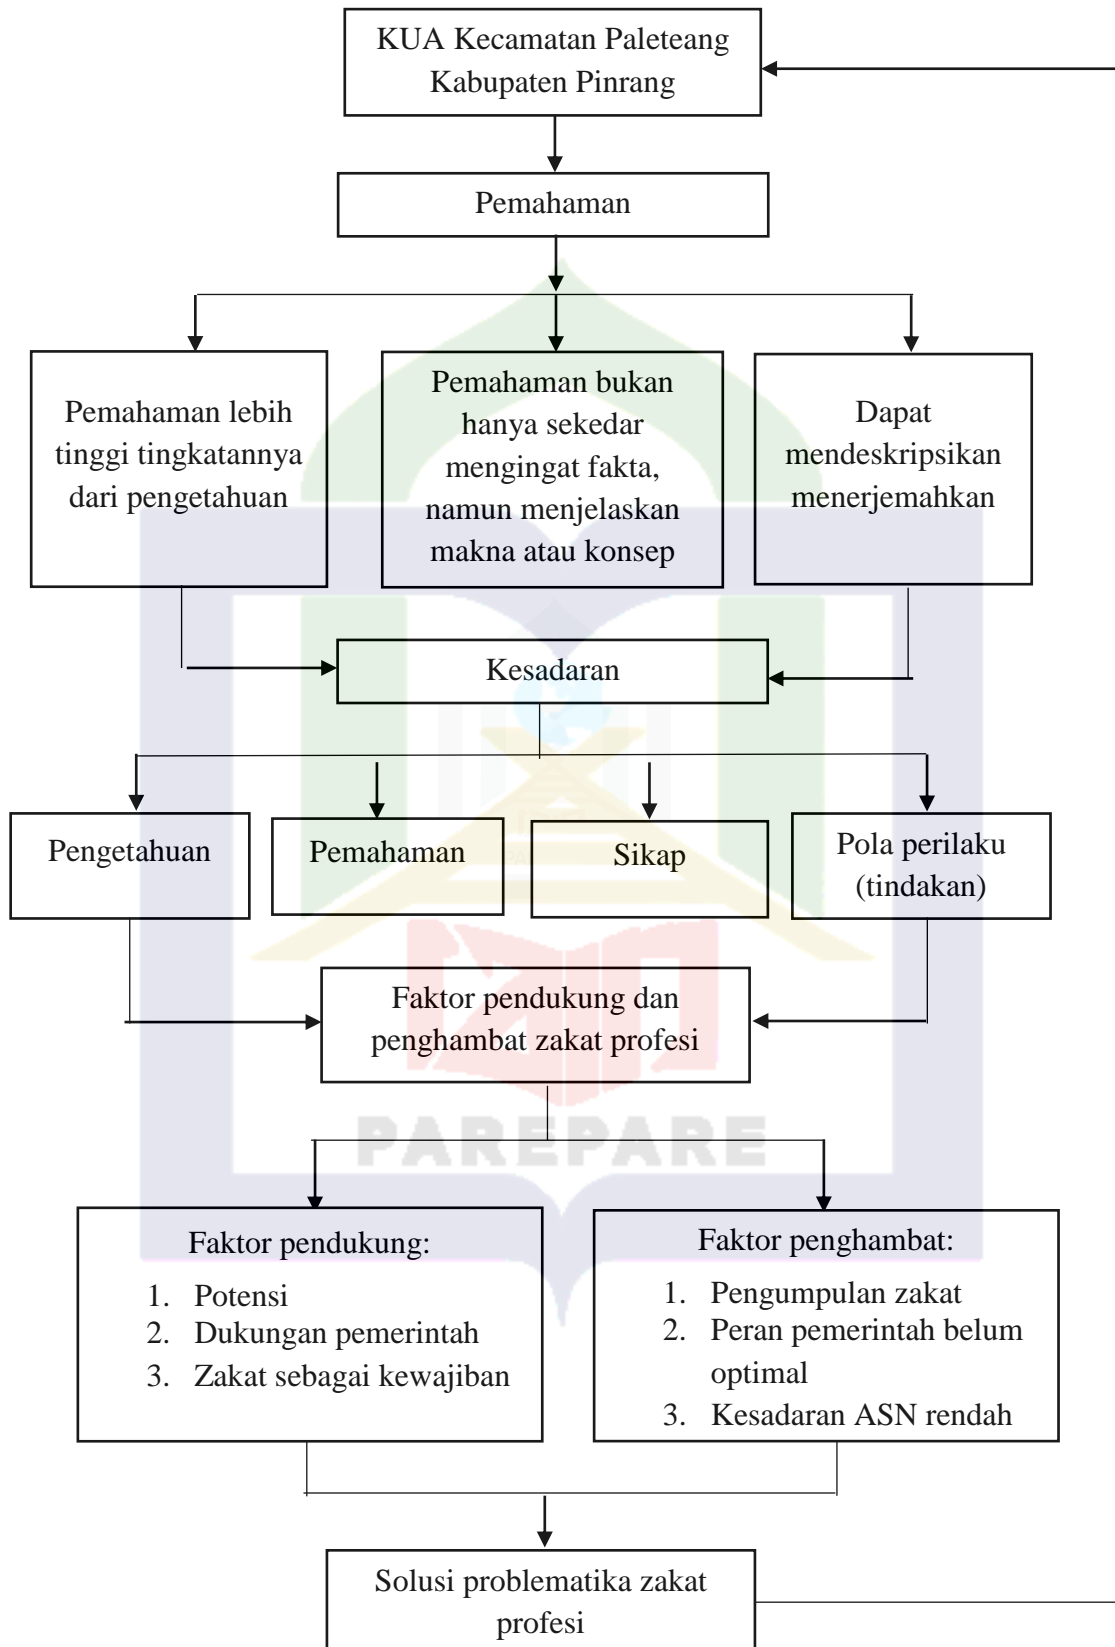 KUA Kecamatan Paleteang
Kabupaten Pinrang
Pemahaman
Pemahaman lebih
tinggi tingkatannya
dari pengetahuan
Pemahaman bukan
hanya sekedar
mengingat fakta,
namun menjelaskan
makna atau konsep
Dapat
mendeskripsikan
menerjemahkan
Kesadaran
Pengetahuan
Pemahaman
Sikap
Pola perilaku
(tindakan)
Faktor pendukung dan
penghambat zakat profesi
PAREPARE
Faktor pendukung:
1. Potensi
2. Dukungan pemerintah
3. Zakat sebagai kewajiban
Faktor penghambat:
1. Pengumpulan zakat
2. Peran pemerintah belum
optimal
3. Kesadaran ASN rendah
Solusi problematika zakat
profesi